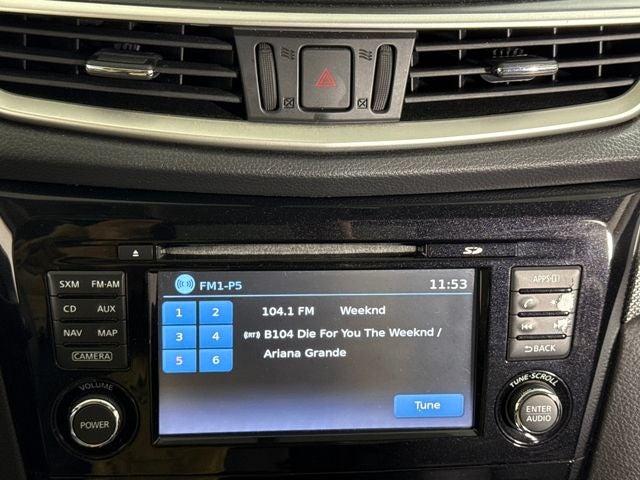 SD
FM1-P5 11:53
SXM FM·AM
CD AUX
NAV MAP
CAMERA
1 2
3 4
5 6
104.1 FM Weeknd
B104 Die For You The Weeknd /
Ariana Grande
Tune
APPS
BACK
VOLUME
POWER
TUNE·SCROLL
ENTER
AUDIO